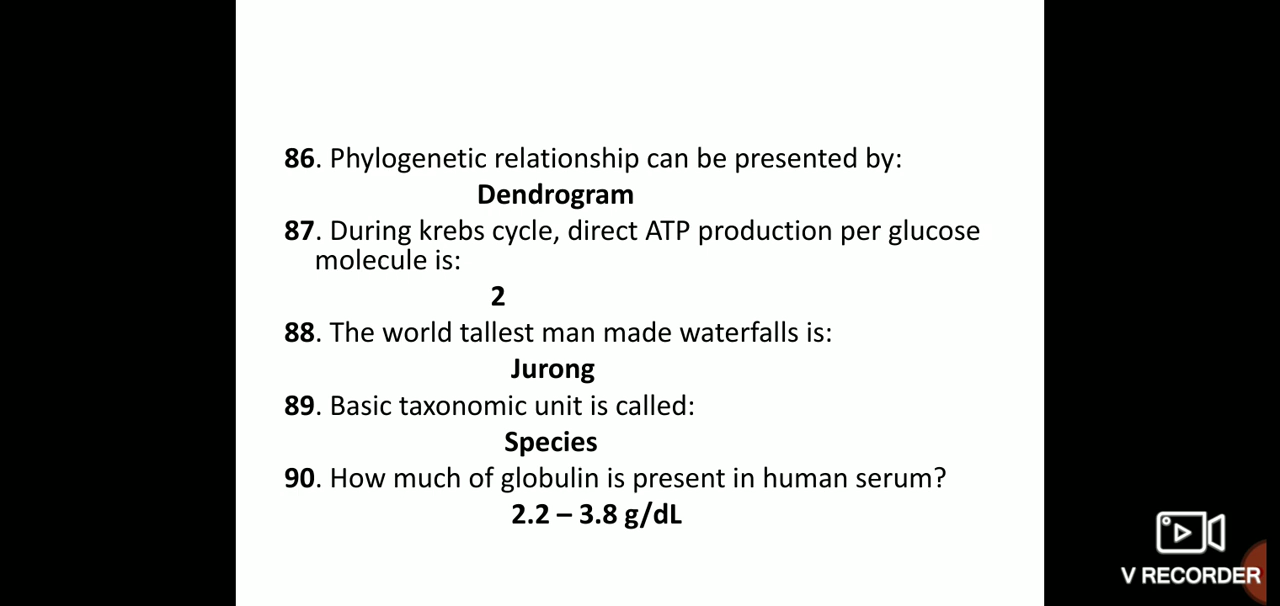 86. Phylogenetic relationship can be presented by:
Dendrogram
87. During krebs cycle, direct ATP production per glucose
molecule is:
2
88. The world tallest man made waterfalls is:
Jurong
89. Basic taxonomic unit is called:
Species
90. How much of globulin is present in human serum?
2.2 – 3.8 g/dL
V RECORDER